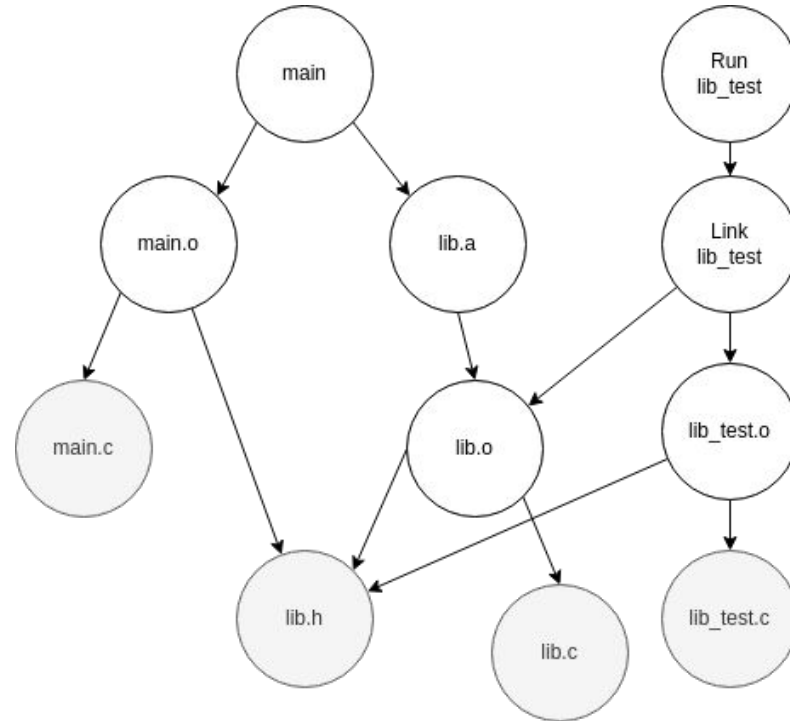 main
Run
lib_test
main.o
lib.a
Link
lib_test
main.c
lib.o
lib_test.o
lib.h
lib.c
lib_test.c